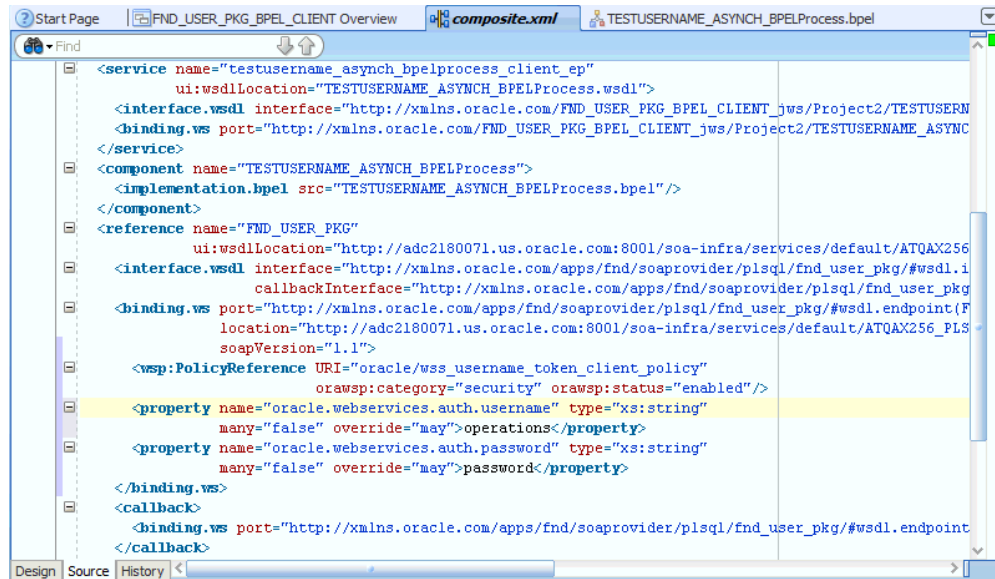 Start Page FND_USER_PKG_BPEL_CLIENT Overview composite.xml TESTUSERNAME_ASYNCH_BPELProcess.bpel
Find
<service name="testusername_asynch_bpelprocess_client_ep"
ui:wsdlLocation="TESTUSERNAME_ASYNCH_BPELProcess.wsdl">
<interface.wsdl interface="http://xmlns.oracle.com/FND_USER_PKG_BPEL_CLIENT_jws/Project2/TESTUSERN
<binding.ws port="http://xmlns.oracle.com/FND_USER_PKG_BPEL_CLIENT_jws/Project2/TESTUSERNAME_ASYNC
</service>
<component name="TESTUSERNAME_ASYNCH_BPELProcess">
<implementation.bpel src="TESTUSERNAME_ASYNCH_BPELProcess.bpel"/>
</component>
<reference name="FND_USER_PKG"
ui:wsdlLocation="http://adc2180071.us.oracle.com:8001/soa-infra/services/default/ATQAX256
<interface.wsdl interface="http://xmlns.oracle.com/apps/fnd/soaprovider/plsql/fnd_user_pkg/#wsdl.i
callbackInterface="http://xmlns.oracle.com/apps/fnd/soaprovider/plsql/fnd_user_pkg
<binding.ws port="http://xmlns.oracle.com/apps/fnd/soaprovider/plsql/fnd_user_pkg/#wsdl.endpoint(F
location="http://adc2180071.us.oracle.com:8001/soa-infra/services/default/ATQAX256_PLS
soapVersion="1.1">
<wsp:PolicyReference URI="oracle/wss_username_token_client_policy"
orawsp:category="security" orawsp:status="enabled"/>
<property name="oracle.webservices.auth.username" type="xs:string"
many="false" override="may">operations</property>
<property name="oracle.webservices.auth.password" type="xs:string"
many="false" override="may">password</property>
</binding.ws>
<callback>
<binding.ws port="http://xmlns.oracle.com/apps/fnd/soaprovider/plsql/fnd_user_pkg/#wsdl.endpoint
</callback>
Design Source History